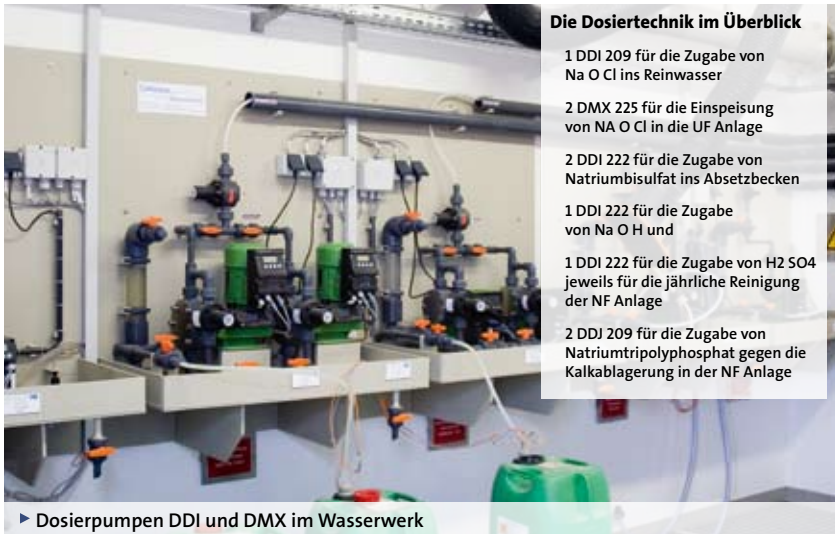 Die Dosiertechnik im Überblick
1 DDI 209 für die Zugabe von
Na O Cl ins Reinwasser
2 DMX 225 für die Einspeisung
von NA O Cl in die UF Anlage
2 DDI 222 für die Zugabe von
Natriumbisulfat ins Absetzbecken
1 DDI 222 für die Zugabe
von Na O H und
1 DDI 222 für die Zugabe von H2 SO4
jeweils für die jährliche Reinigung
der NF Anlage
2 DDJ 209 für die Zugabe von
Natriumtripolyphosphat gegen die
Kalkablagerung in der NF Anlage
Dosierpumpen DDI und DMX im Wasserwerk